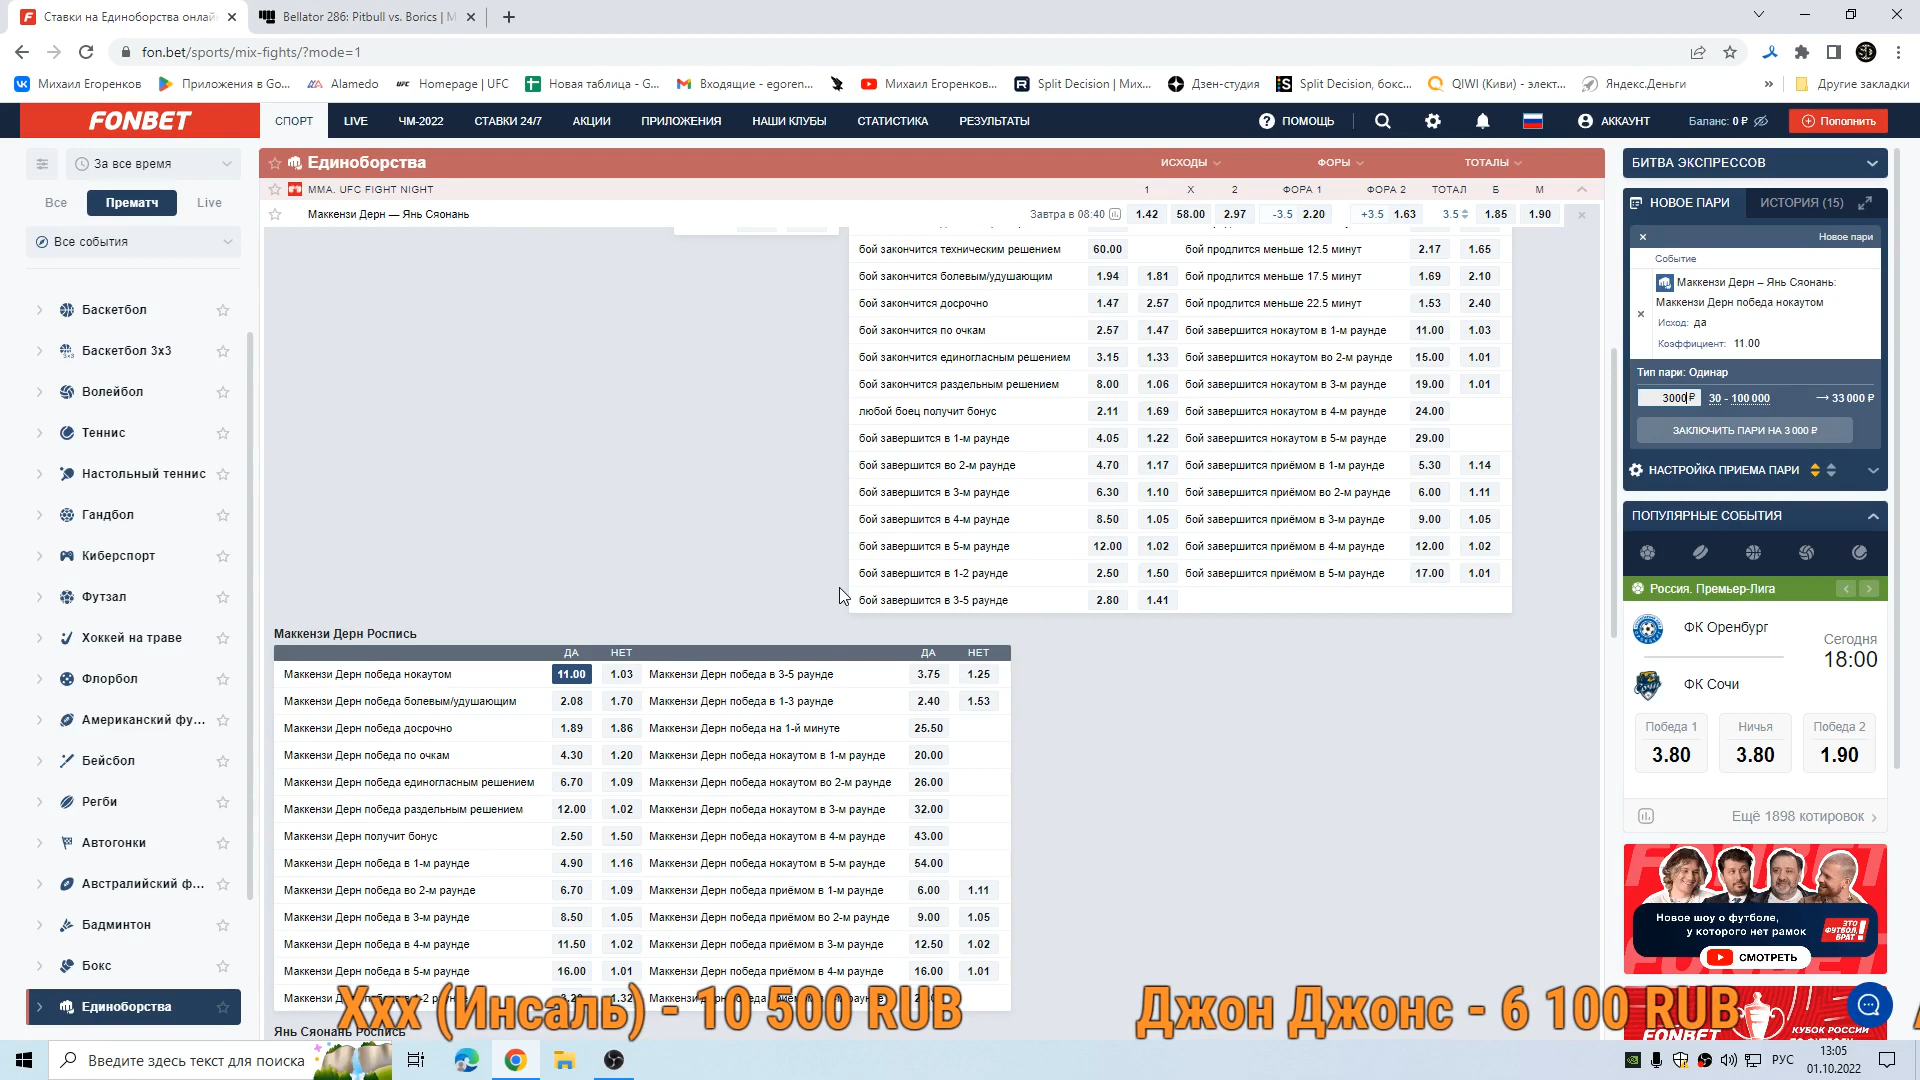 Ставки на Единоборства онлай
Bellator 286: Pitbull vs. Borics | M
fon.bet/sports/mix-fights/?mode=1
Михаил Егоренков
Приложения в Go...
Alamedo
UFC Homepage | UFC
Новая таблица - G...
Входящие - egoren...
Михаил Егоренков...
Split Decision | Мих...
Дзен-студия
Split Decision, бокс...
QIWI (Киви) - элект...
Яндекс.Деньги
»
Другие закладки
FONBET
СПОРТ
LIVE
ЧМ-2022
СТАВКИ 24/7
АКЦИИ
ПРИЛОЖЕНИЯ
НАШИ КЛУБЫ
СТАТИСТИКА
РЕЗУЛЬТАТЫ
ПОМОЩЬ
АККАУНТ
Баланс: 0 ₽
Пополнить
За все время
Все
Прематч
Live
Все события
Баскетбол
Баскетбол 3x3
Волейбол
Теннис
Настольный теннис
Гандбол
Киберспорт
Футзал
Хоккей на траве
Флорбол
Американский фу...
Бейсбол
Регби
Автогонки
Австралийский ф...
Бадминтон
Бокс
Единоборства
Единоборства ИСХОДЫ ФОРЫ ТОТАЛЫ
MMA. UFC FIGHT NIGHT 1 X 2 ФОРА 1 ФОРА 2 ТОТАЛ Б М
Маккензи Дерн — Янь Сяонань Завтра в 08:40 1.42 58.00 2.97 -3.5 2.20 +3.5 1.63 3.5 1.85 1.90
бой закончится техническим решением 60.00 бой продлится меньше 12.5 минут 2.17 1.65
бой закончится болевым/удушающим 1.94 1.81 бой продлится меньше 17.5 минут 1.69 2.10
бой закончится досрочно 1.47 2.57 бой продлится меньше 22.5 минут 1.53 2.40
бой закончится по очкам 2.57 1.47 бой завершится нокаутом в 1-м раунде 11.00 1.03
бой закончится единогласным решением 3.15 1.33 бой завершится нокаутом во 2-м раунде 15.00 1.01
бой закончится раздельным решением 8.00 1.06 бой завершится нокаутом в 3-м раунде 19.00 1.01
любой боец получит бонус 2.11 1.69 бой завершится нокаутом в 4-м раунде 24.00
бой завершится в 1-м раунде 4.05 1.22 бой завершится нокаутом в 5-м раунде 29.00
бой завершится во 2-м раунде 4.70 1.17 бой завершится приёмом в 1-м раунде 5.30 1.14
бой завершится в 3-м раунде 6.30 1.10 бой завершится приёмом во 2-м раунде 6.00 1.11
бой завершится в 4-м раунде 8.50 1.05 бой завершится приёмом в 3-м раунде 9.00 1.05
бой завершится в 5-м раунде 12.00 1.02 бой завершится приёмом в 4-м раунде 12.00 1.02
бой завершится в 1-2 раунде 2.50 1.50 бой завершится приёмом в 5-м раунде 17.00 1.01
бой завершится в 3-5 раунде 2.80 1.41
Маккензи Дерн Роспись
ДА НЕТ ДА НЕТ
Маккензи Дерн победа нокаутом 11.00 1.03 Маккензи Дерн победа в 3-5 раунде 3.75 1.25
Маккензи Дерн победа болевым/удушающим 2.08 1.70 Маккензи Дерн победа в 1-3 раунде 2.40 1.53
Маккензи Дерн победа досрочно 1.89 1.86 Маккензи Дерн победа на 1-й минуте 25.50
Маккензи Дерн победа по очкам 4.30 1.20 Маккензи Дерн победа нокаутом в 1-м раунде 20.00
Маккензи Дерн победа единогласным решением 6.70 1.09 Маккензи Дерн победа нокаутом во 2-м раунде 26.00
Маккензи Дерн победа раздельным решением 12.00 1.02 Маккензи Дерн победа нокаутом в 3-м раунде 32.00
Маккензи Дерн получит бонус 2.50 1.50 Маккензи Дерн победа нокаутом в 4-м раунде 43.00
Маккензи Дерн победа в 1-м раунде 4.90 1.16 Маккензи Дерн победа нокаутом в 5-м раунде 54.00
Маккензи Дерн победа во 2-м раунде 6.70 1.09 Маккензи Дерн победа приёмом в 1-м раунде 6.00 1.11
Маккензи Дерн победа в 3-м раунде 8.50 1.05 Маккензи Дерн победа приёмом во 2-м раунде 9.00 1.05
Маккензи Дерн победа в 4-м раунде 11.50 1.02 Маккензи Дерн победа приёмом в 3-м раунде 12.50 1.02
Маккензи Дерн победа в 5-м раунде 16.00 1.01 Маккензи Дерн победа приёмом в 4-м раунде 16.00 1.01
Ххх (Инсаль) - 10 500 RUB Джон Джонс - 6 100 RUB
Янь Сяонань Роспись
БИТВА ЭКСПРЕССОВ
НОВОЕ ПАРИ
ИСТОРИЯ (15)
Новое пари
Событие
Маккензи Дерн – Янь Сяонань:
Маккензи Дерн победа нокаутом
Исход: да
Коэффициент: 11.00
Тип пари: Одинар
3000 ₽ 30 - 100 000 → 33 000 ₽
ЗАКЛЮЧИТЬ ПАРИ НА 3 000 ₽
НАСТРОЙКА ПРИЕМА ПАРИ
ПОПУЛЯРНЫЕ СОБЫТИЯ
Россия. Премьер-Лига
ФК Оренбург
Сегодня
18:00
ФК Сочи
Победа 1 Ничья Победа 2
3.80 3.80 1.90
Ещё 1898 котировок
FONBET
Новое шоу о футболе,
у которого нет рамок
ЭТО ФУТБОЛ, БРАТ!
СМОТРЕТЬ
FONBET
КУБОК РОССИИ
Введите здесь текст для поиска
РУС
13:05
01.10.2022